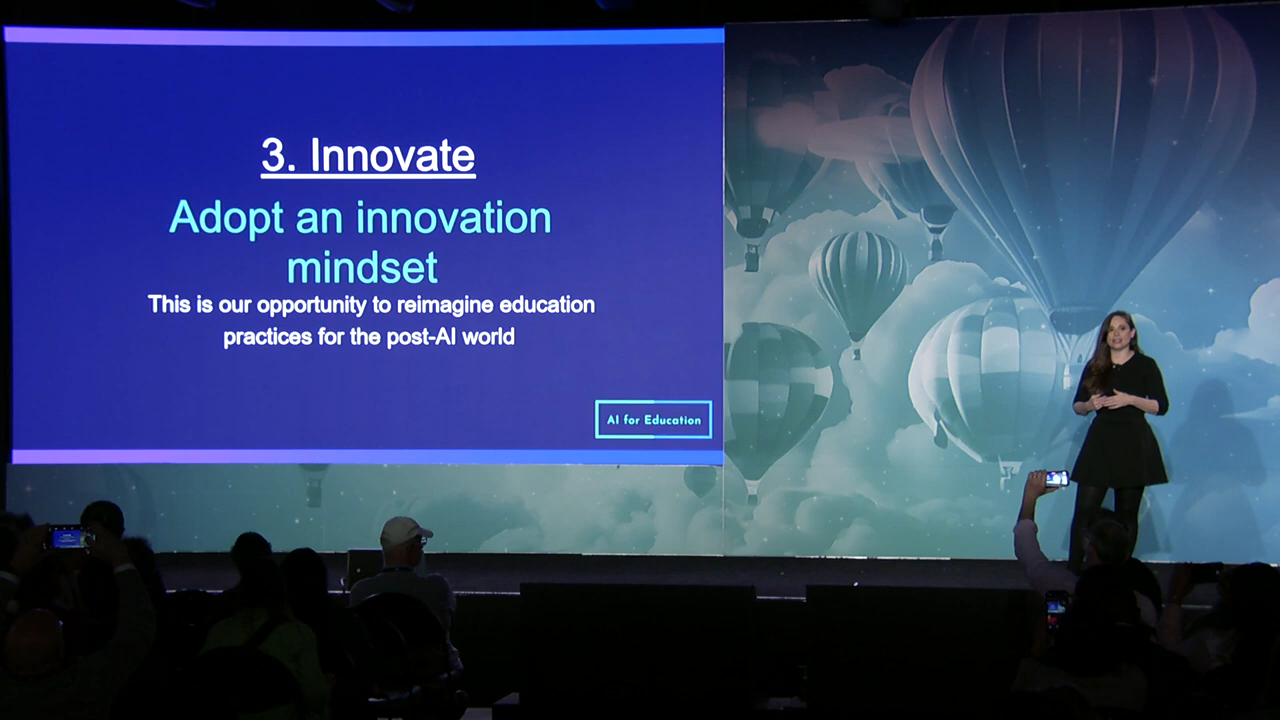 3. Innovate
Adopt an innovation
mindset
This is our opportunity to reimagine education
practices for the post-AI world
AI for Education